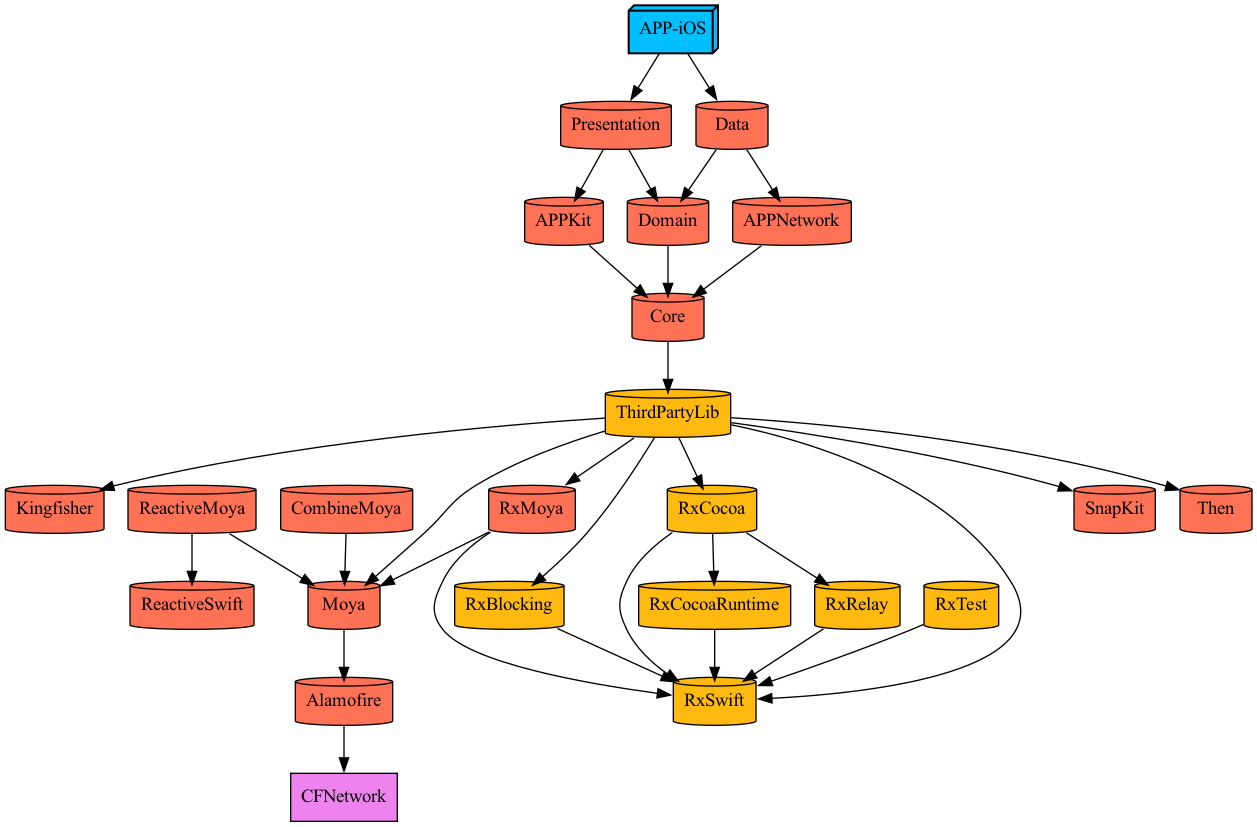 APP-iOS
Presentation
Data
APPKit
Domain
APPNetwork
Core
ThirdPartyLib
Kingfisher
ReactiveMoya
CombineMoya
RxMoya
RxCocoa
SnapKit
Then
ReactiveSwift
Moya
RxBlocking
RxCocoaRuntime
RxRelay
RxTest
Alamofire
RxSwift
CFNetwork